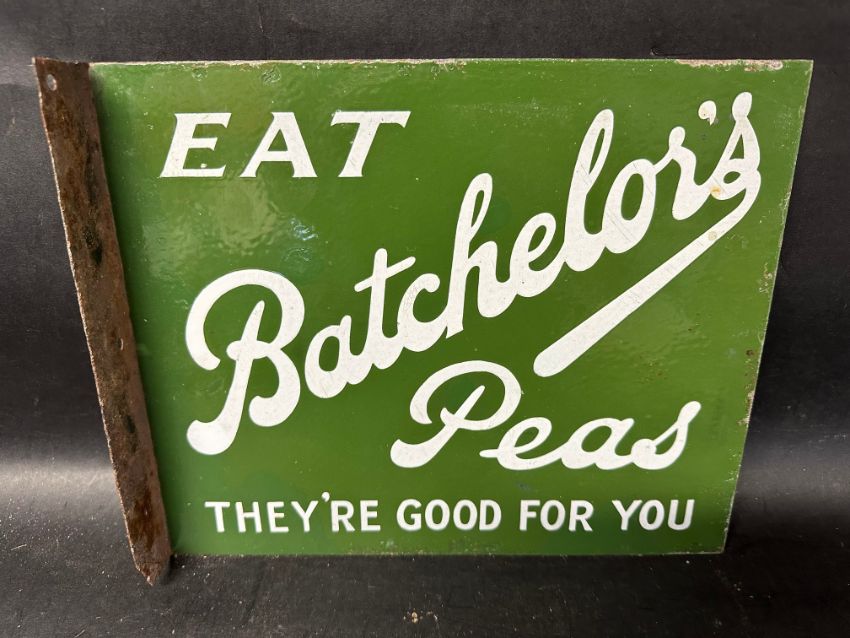 EAT
Batchelor's
Peas
THEY'RE GOOD FOR YOU